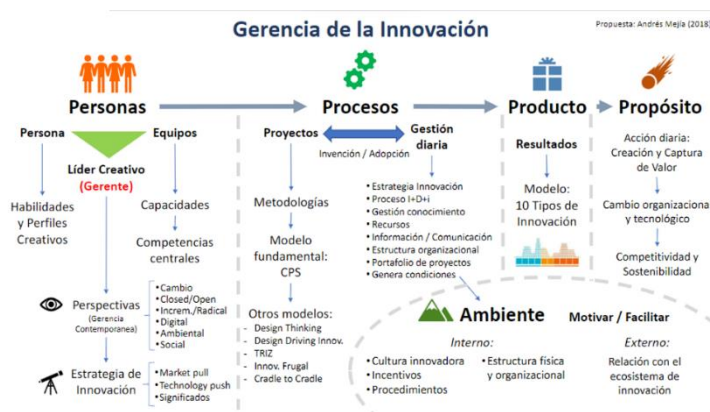 Gerencia de la Innovación
Propuesta: Andrés Mejía (2018)
Personas
Procesos
Producto
Propósito
Persona
Equipos
Líder Creativo
(Gerente)
Habilidades
y Perfiles
Creativos
Capacidades
Competencias
centrales
Perspectivas
(Gerencia
Contemporanea)
•Cambio
•Closed/Open
•Increm./Radical
•Digital
•Ambiental
•Social
Estrategia de
Innovación
•Market pull
•Technology push
•Significados
Proyectos
Gestión
diaria
Invención / Adopción
Metodologías
Modelo
fundamental:
CPS
Otros modelos:
- Design Thinking
- Design Driving Innov.
- TRIZ
- Innov. Frugal
- Cradle to Cradle
• Estrategia Innovación
• Proceso I+D+i
• Gestión conocimiento
• Recursos
• Información / Comunicación
• Estructura organizacional
• Portafolio de proyectos
• Genera condiciones
Resultados
Modelo:
10 Tipos de
Innovación
Acción diaria:
Creación y Captura
de Valor
Cambio organizaciona
y tecnológico
Competitividad y
Sostenibilidad
Ambiente
Motivar / Facilitar
Interno:
• Cultura innovadora
• Incentivos
• Procedimientos
• Estructura física
y organizacional
Externo:
Relación con el
ecosistema de
innovación